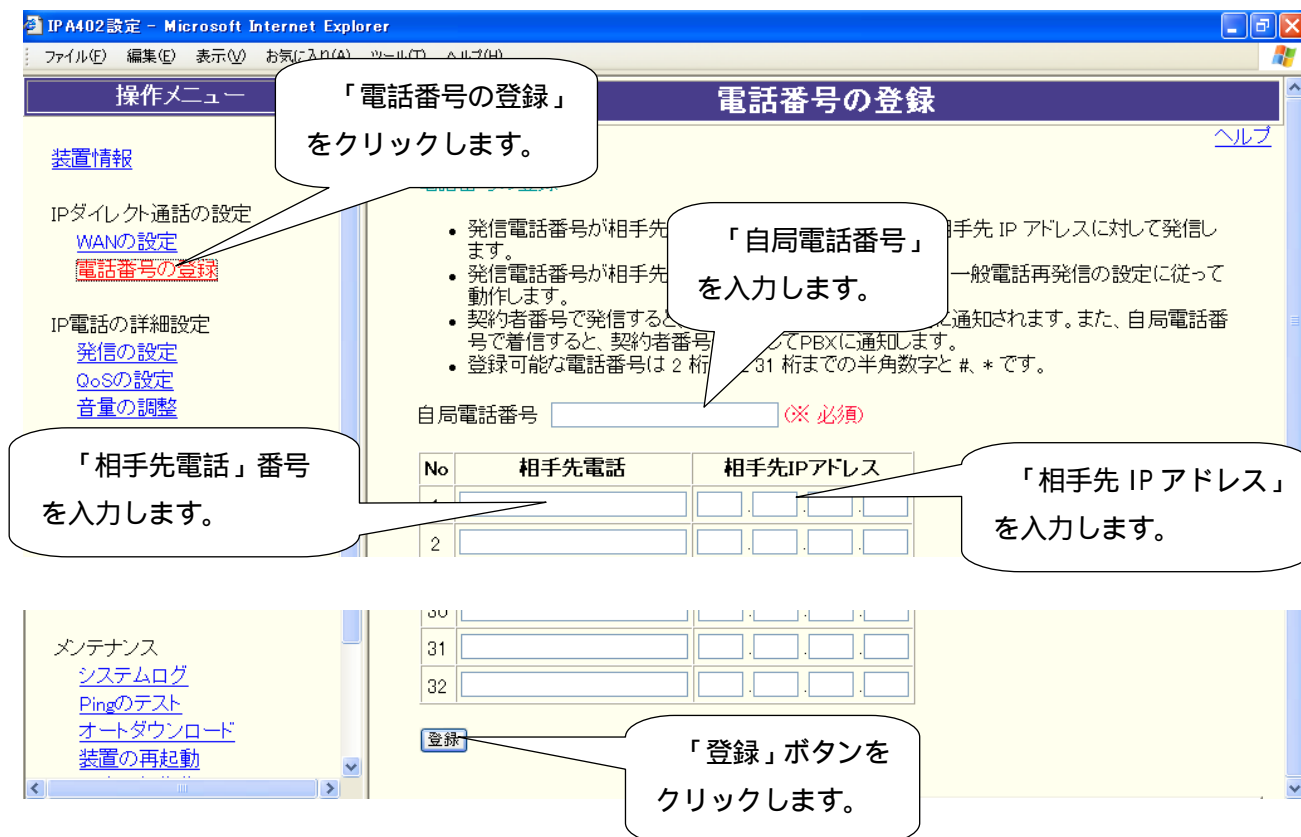 IPA402設定 - Microsoft Internet Explorer
ファイル(F) 編集(E) 表示(V) お気に入り(A) ツール(T) ヘルプ(H)
操作メニュー
電話番号の登録
ヘルプ
「電話番号の登録」
をクリックします。
装置情報
IPダイレクト通話の設定
WANの設定
電話番号の登録
IP電話の詳細設定
発信の設定
QoSの設定
音量の調整
電話番号の登録
• 発信電話番号が相手先 手先 IP アドレスに対して発信し
ます。
• 発信電話番号が相手先 一般電話再発信の設定に従って
動作します。
• 契約者番号で発信すると、 に通知されます。また、自局電話番
号で着信すると、契約者番号 してPBXに通知します。
• 登録可能な電話番号は 2 桁 31 桁までの半角数字と #、* です。
「自局電話番号」
を入力します。
自局電話番号 (※ 必須)
「相手先電話」番号
を入力します。
No 相手先電話 相手先IPアドレス
. . .
2 . . .
「相手先 IP アドレス」
を入力します。
30 . . .
31 . . .
32 . . .
メンテナンス
システムログ
Pingのテスト
オートダウンロード
装置の再起動
登録
「登録」ボタンを
クリックします。